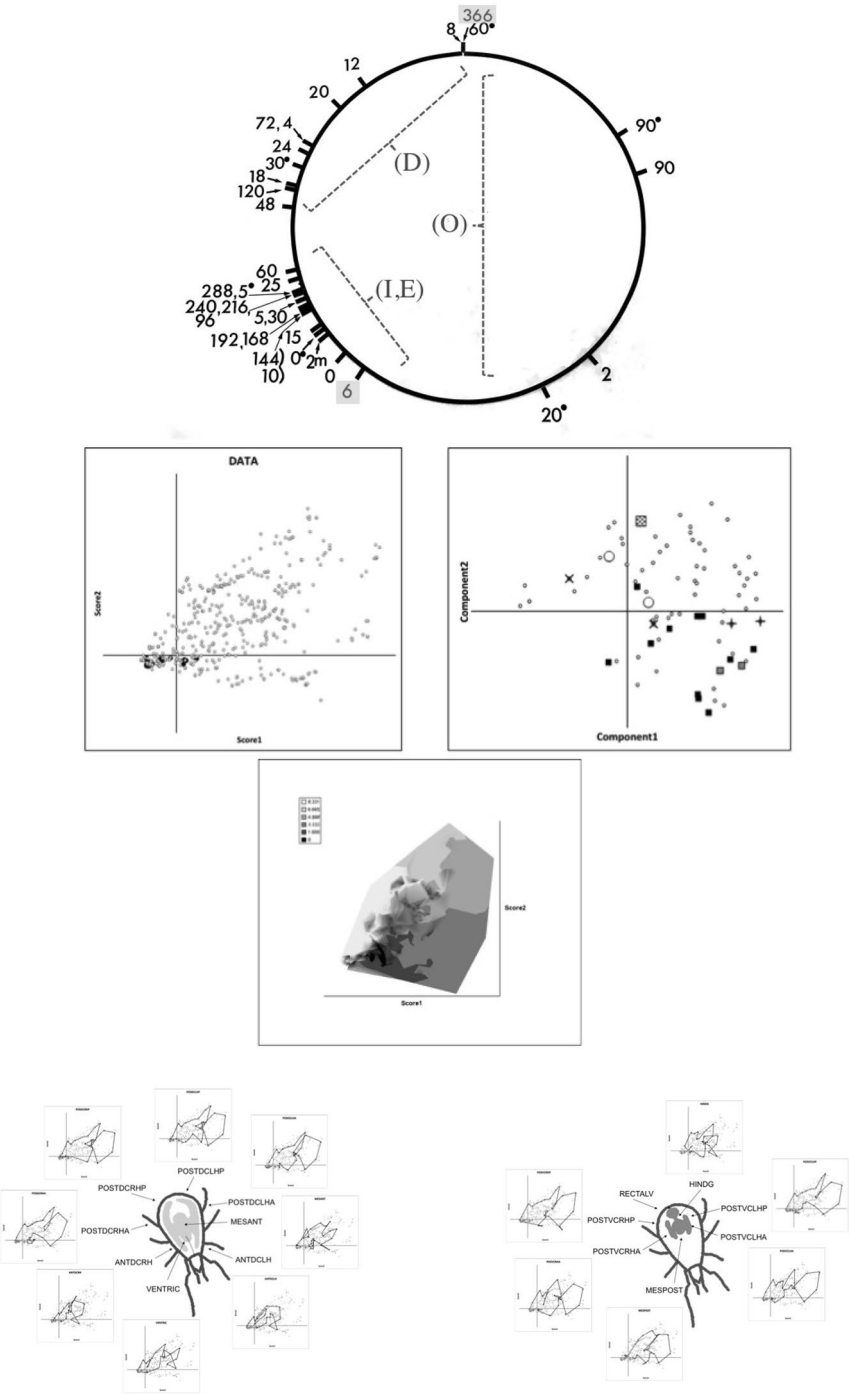 366
8 60•
12
20
72,4
24
30•
18
120
48
90•
90
(D)
(O)
(I,E)
60
25
288,5•
240,216
96
5,30
192,168
15
144)
10)
0•
2m
0
6
2
20•
DATA
Score2
Score1
Component2
Component1
Score2
Score1
POSTDCLHP
POSTDCRHP
POSTDCLHA
MESANT
POSTDCRHA
ANTDCRH
ANTDCLH
VENTRIC
HINDG
RECTALV
POSTVCLHP
POSTVCRHP
POSTVCLHA
POSTVCRHA
MESPOST